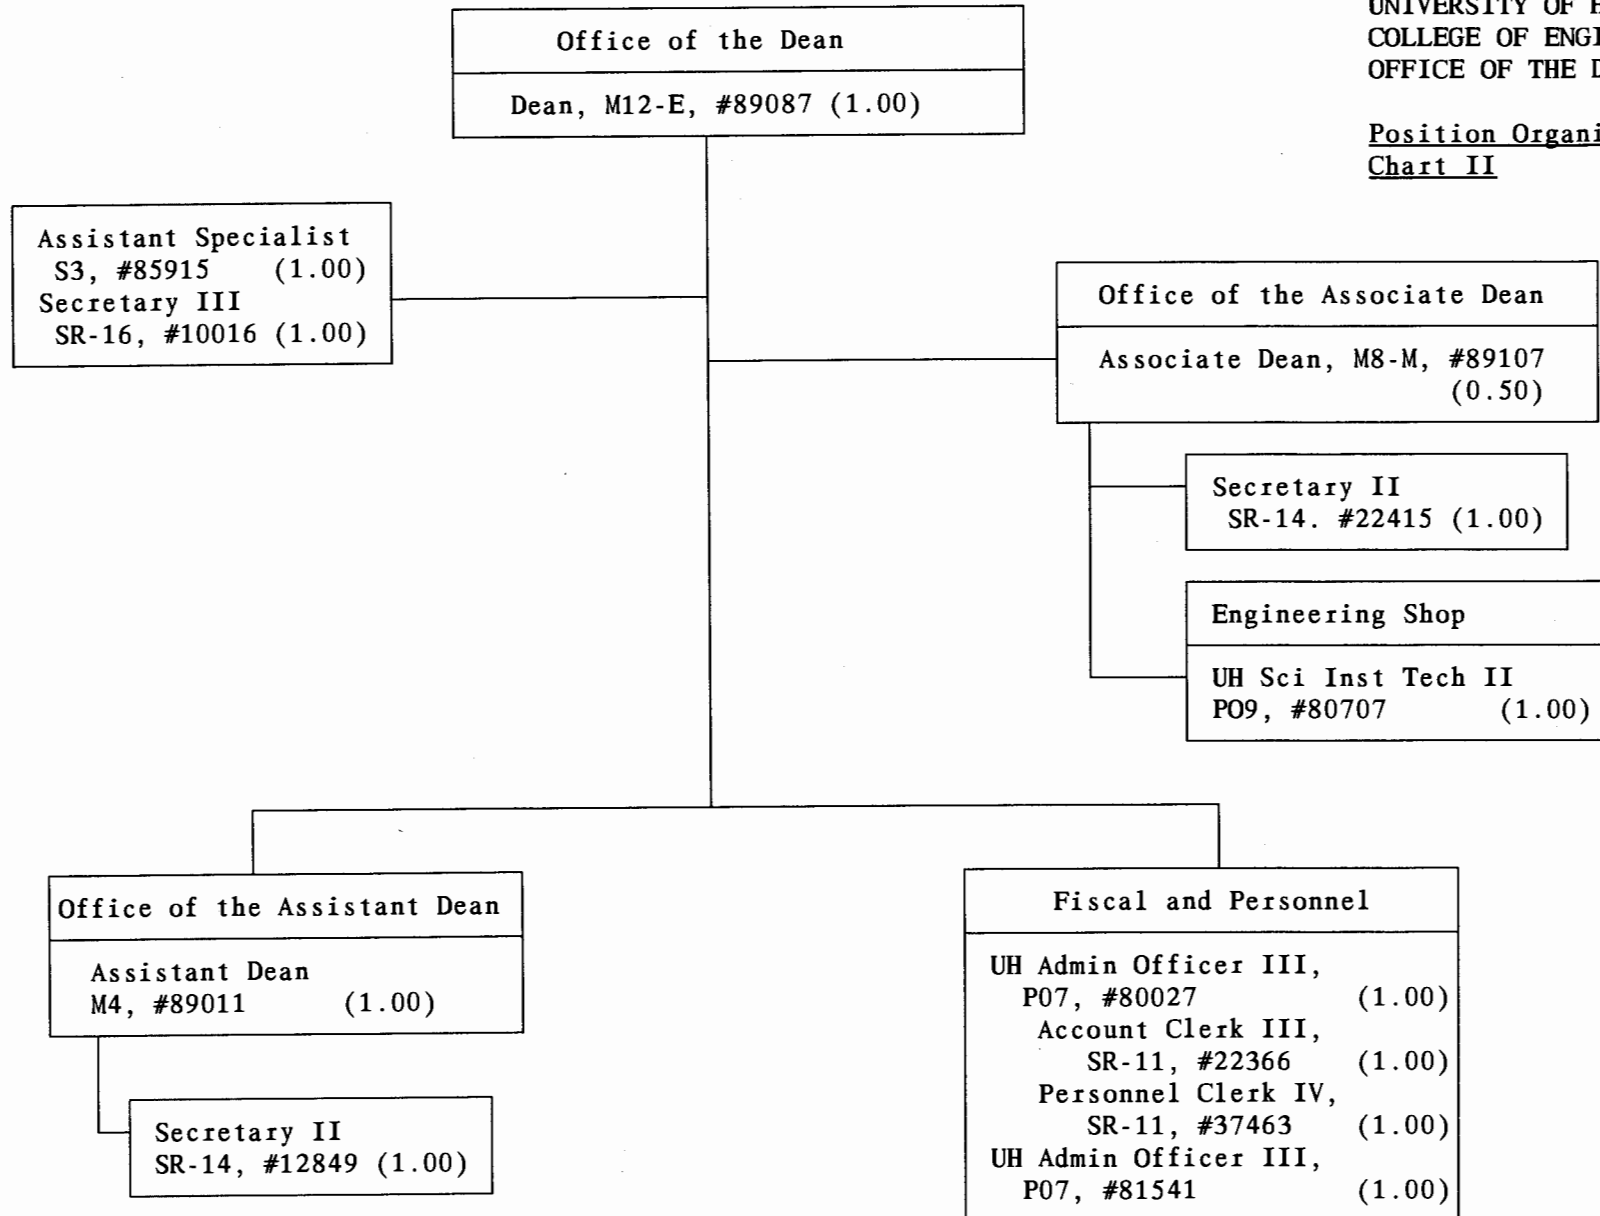 Office of the Dean
Dean, M12-E, #89087 (1.00)
UNIVERSITY OF
COLLEGE OF
OFFICE OF THE
Position
Chart II
Assistant Specialist
S3, #85915 (1.00)
Secretary III
SR-16, #10016 (1.00)
Office of the Associate Dean
Associate Dean, M8-M, #89107
(0.50)
Secretary II
SR-14. #22415 (1.00)
Engineering Shop
UH Sci Inst Tech II
PO9, #80707 (1.00)
Office of the Assistant Dean
Assistant Dean
M4, #89011 (1.00)
Secretary II
SR-14, #12849 (1.00)
Fiscal and Personnel
UH Admin Officer III,
P07, #80027 (1.00)
Account Clerk III,
SR-11, #22366 (1.00)
Personnel Clerk IV,
SR-11, #37463 (1.00)
UH Admin Officer III,
P07, #81541 (1.00)